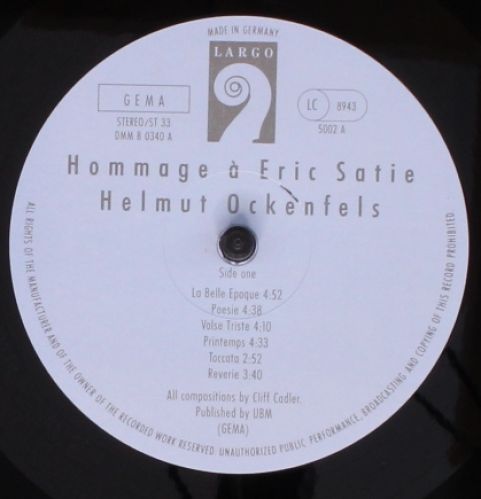 MADE IN GERMANY
LARGO
GEMA
STEREO/ST 33
DMM B 0340 A
LC 8943
5002 A
Hommage à Eric Satie
Helmut Ockenfels
Side one
La Belle Epoque 4:52
Poesie 4:38
Valse Triste 4:10
Printemps 4:33
Toccata 2:52
Reverie 3:40
All compositions by Cliff Cadler.
Published by UBM
(GEMA)
ALL RIGHTS OF THE MANUFACTURER AND OF THE OWNER OF THE RECORDED WORK RESERVED. UNAUTHORIZED PUBLIC PERFORMANCE, BROADCASTING AND COPYING OF THIS RECORD PROHIBITED